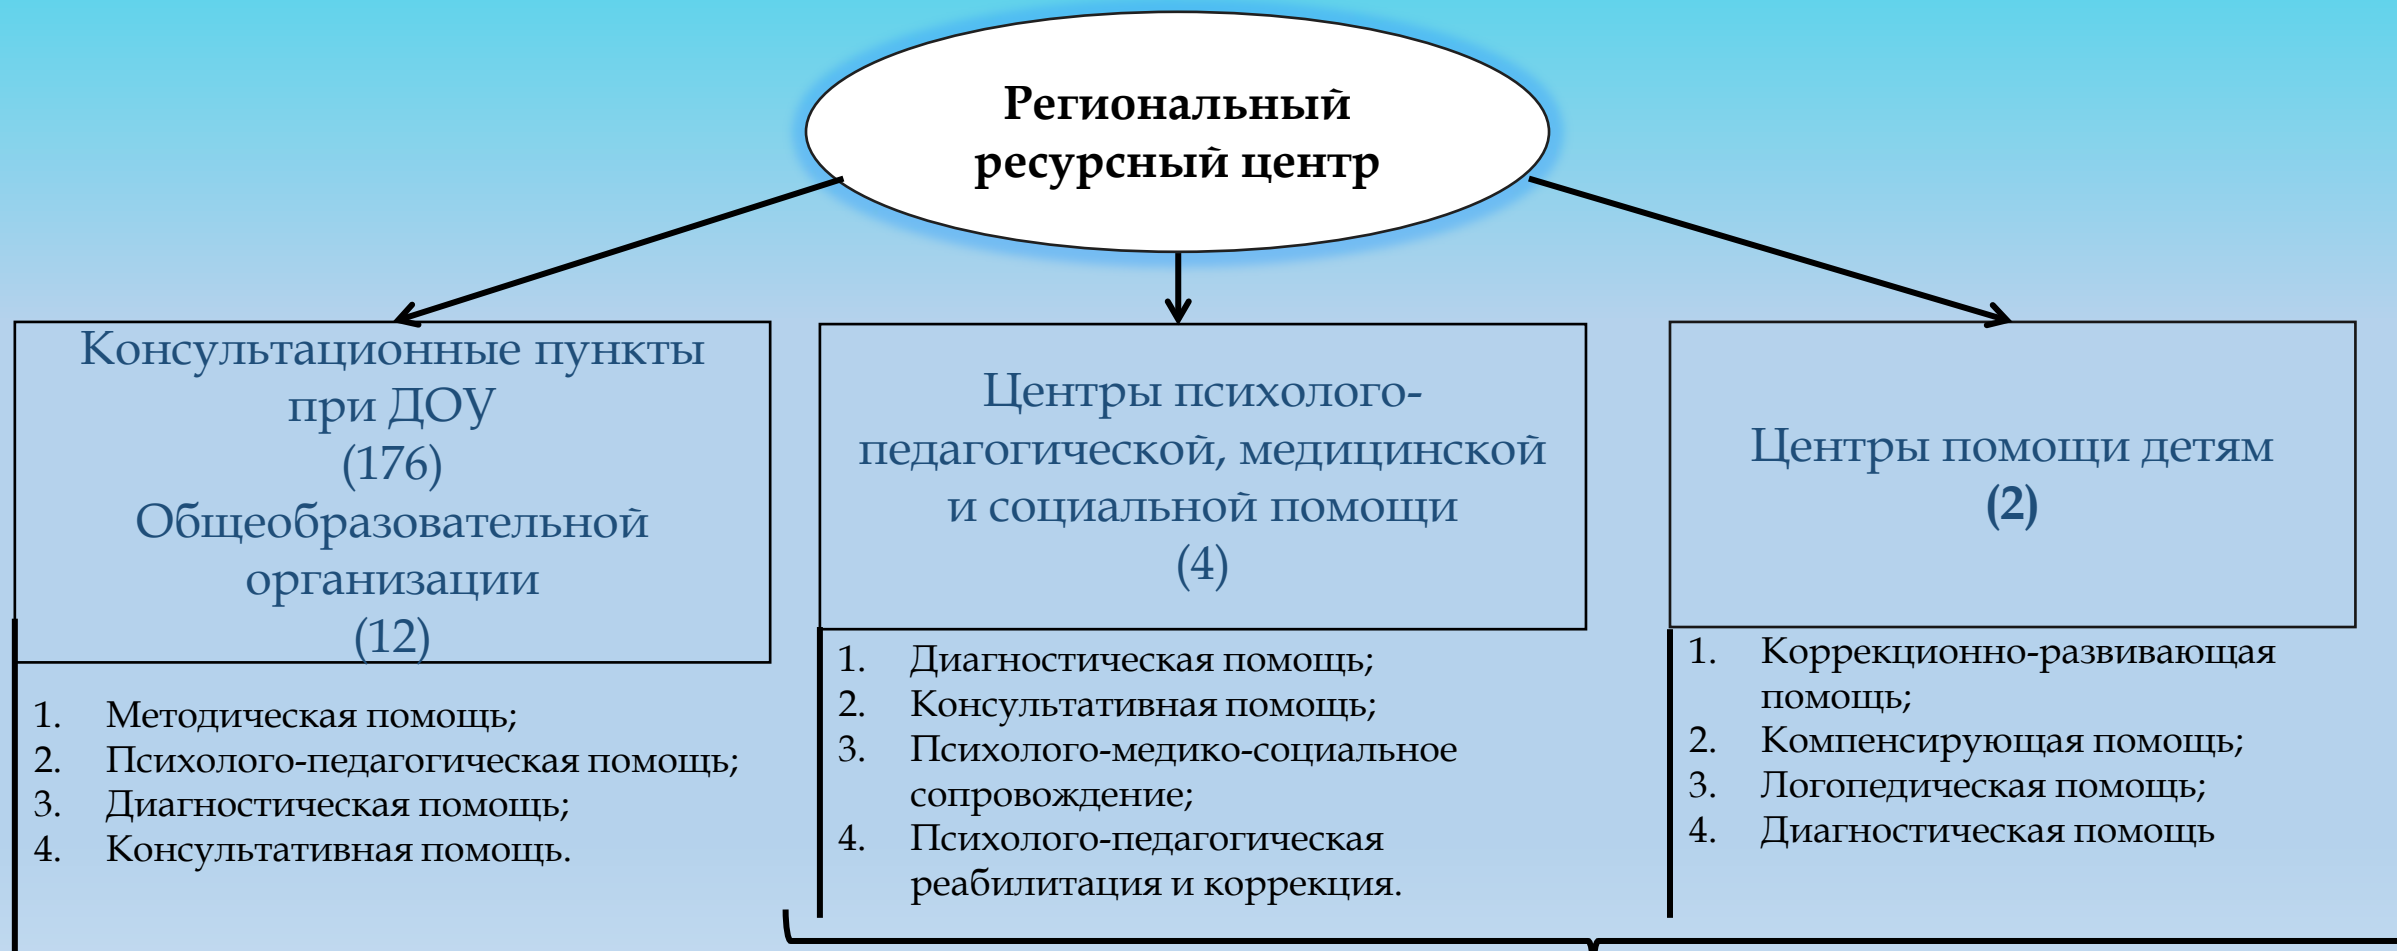 Региональный
ресурсный центр
Консультационные пункты
при ДОУ
(176)
Общеобразовательной
организации
(12)
1. Методическая помощь;
2. Психолого-педагогическая помощь;
3. Диагностическая помощь;
4. Консультативная помощь.
Центры психолого-
педагогической, медицинской
и социальной помощи
(4)
1. Диагностическая помощь;
2. Консультативная помощь;
3. Психолого-медико-социальное
сопровождение;
4. Психолого-педагогическая
реабилитация и коррекция.
Центры помощи детям
(2)
1. Коррекционно-развивающая
помощь;
2. Компенсирующая помощь;
3. Логопедическая помощь;
4. Диагностическая помощь